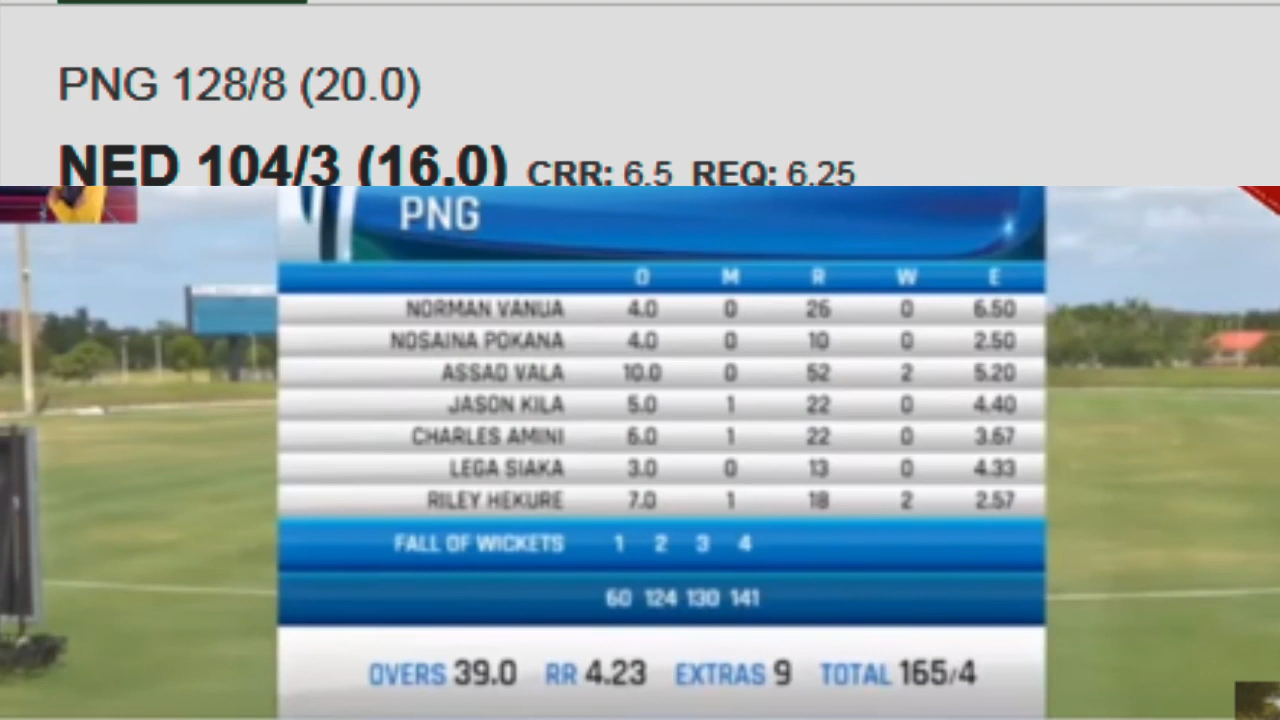 PNG 128/8 (20.0)
NED 104/3 (16.0) CRR: 6.5 REQ: 6.25
PNG
O M R W E
NORMAN VANUA 4.0 0 26 0 6.50
NOSAINA POKANA 4.0 0 10 0 2.50
ASSAD VALA 10.0 0 52 2 5.20
JASON KILA 5.0 1 22 0 4.40
CHARLES AMINI 6.0 1 22 0 3.67
LEGA SIAKA 3.0 0 13 0 4.33
RILEY HEKURE 7.0 1 18 2 2.57
FALL OF WICKETS 1 2 3 4
60 124 130 141
OVERS 39.0 RR 4.23 EXTRAS 9 TOTAL 165/4